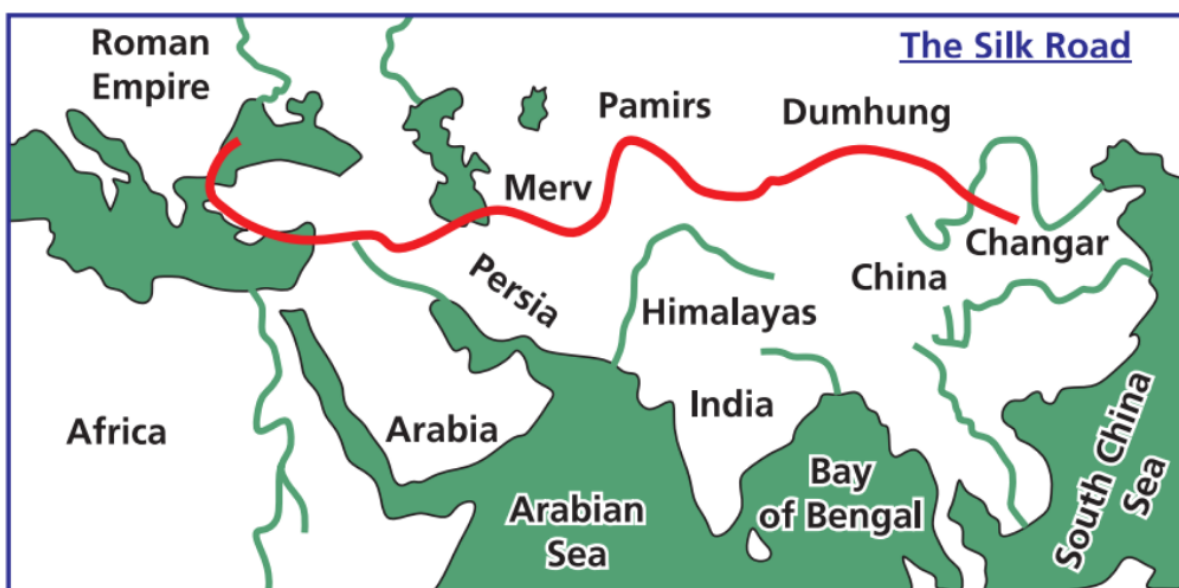 The Silk Road
Roman
Empire
Pamirs
Dumhung
Merv
Changar
Persia
China
Himalayas
Africa
Arabia
India
Arabian
Sea
Bay
of Bengal
South China
Sea